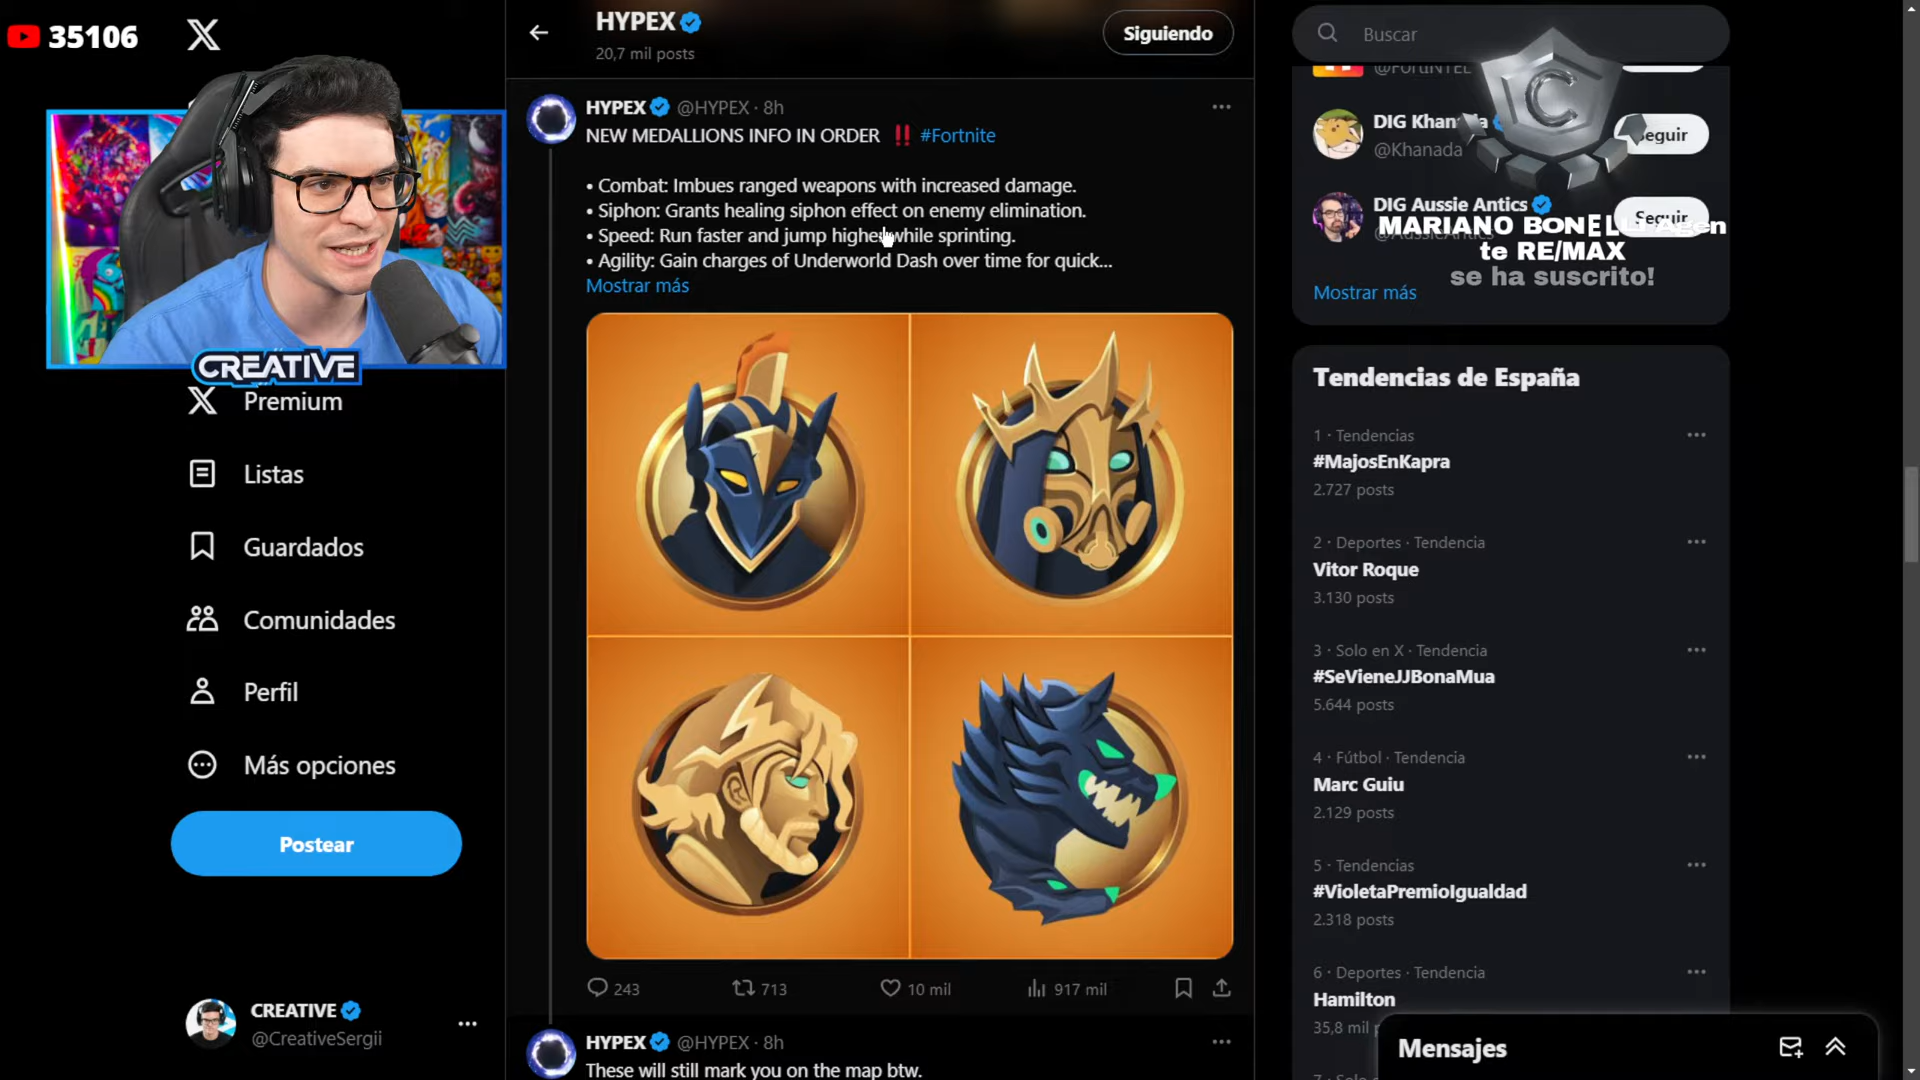 35106
CREATIVE
Premium
Listas
Guardados
Comunidades
Perfil
Más opciones
Postear
CREATIVE
@CreativeSergii
HYPEX
20,7 mil posts
Siguiendo
HYPEX @HYPEX · 8h
NEW MEDALLIONS INFO IN ORDER ‼️ #Fortnite
• Combat: Imbues ranged weapons with increased damage.
• Siphon: Grants healing siphon effect on enemy elimination.
• Speed: Run faster and jump higher while sprinting.
• Agility: Gain charges of Underworld Dash over time for quick...
Mostrar más
243 713 10 mil 917 mil
HYPEX @HYPEX · 8h
These will still mark you on the map btw.
Buscar
@FortINTEL
DIG Khanada
@Khanada
Seguir
DIG Aussie Antics
Seguir
MARIANO BONELLI Agen
te RE/MAX
se ha suscrito!
Mostrar más
Tendencias de España
1 · Tendencias
#MajosEnKapra
2.727 posts
2 · Deportes · Tendencia
Vitor Roque
3.130 posts
3 · Solo en X · Tendencia
#SeVieneJJBonaMua
5.644 posts
4 · Fútbol · Tendencia
Marc Guiu
2.129 posts
5 · Tendencias
#VioletaPremioIgualdad
2.318 posts
6 · Deportes · Tendencia
Hamilton
35,8 mil
Mensajes